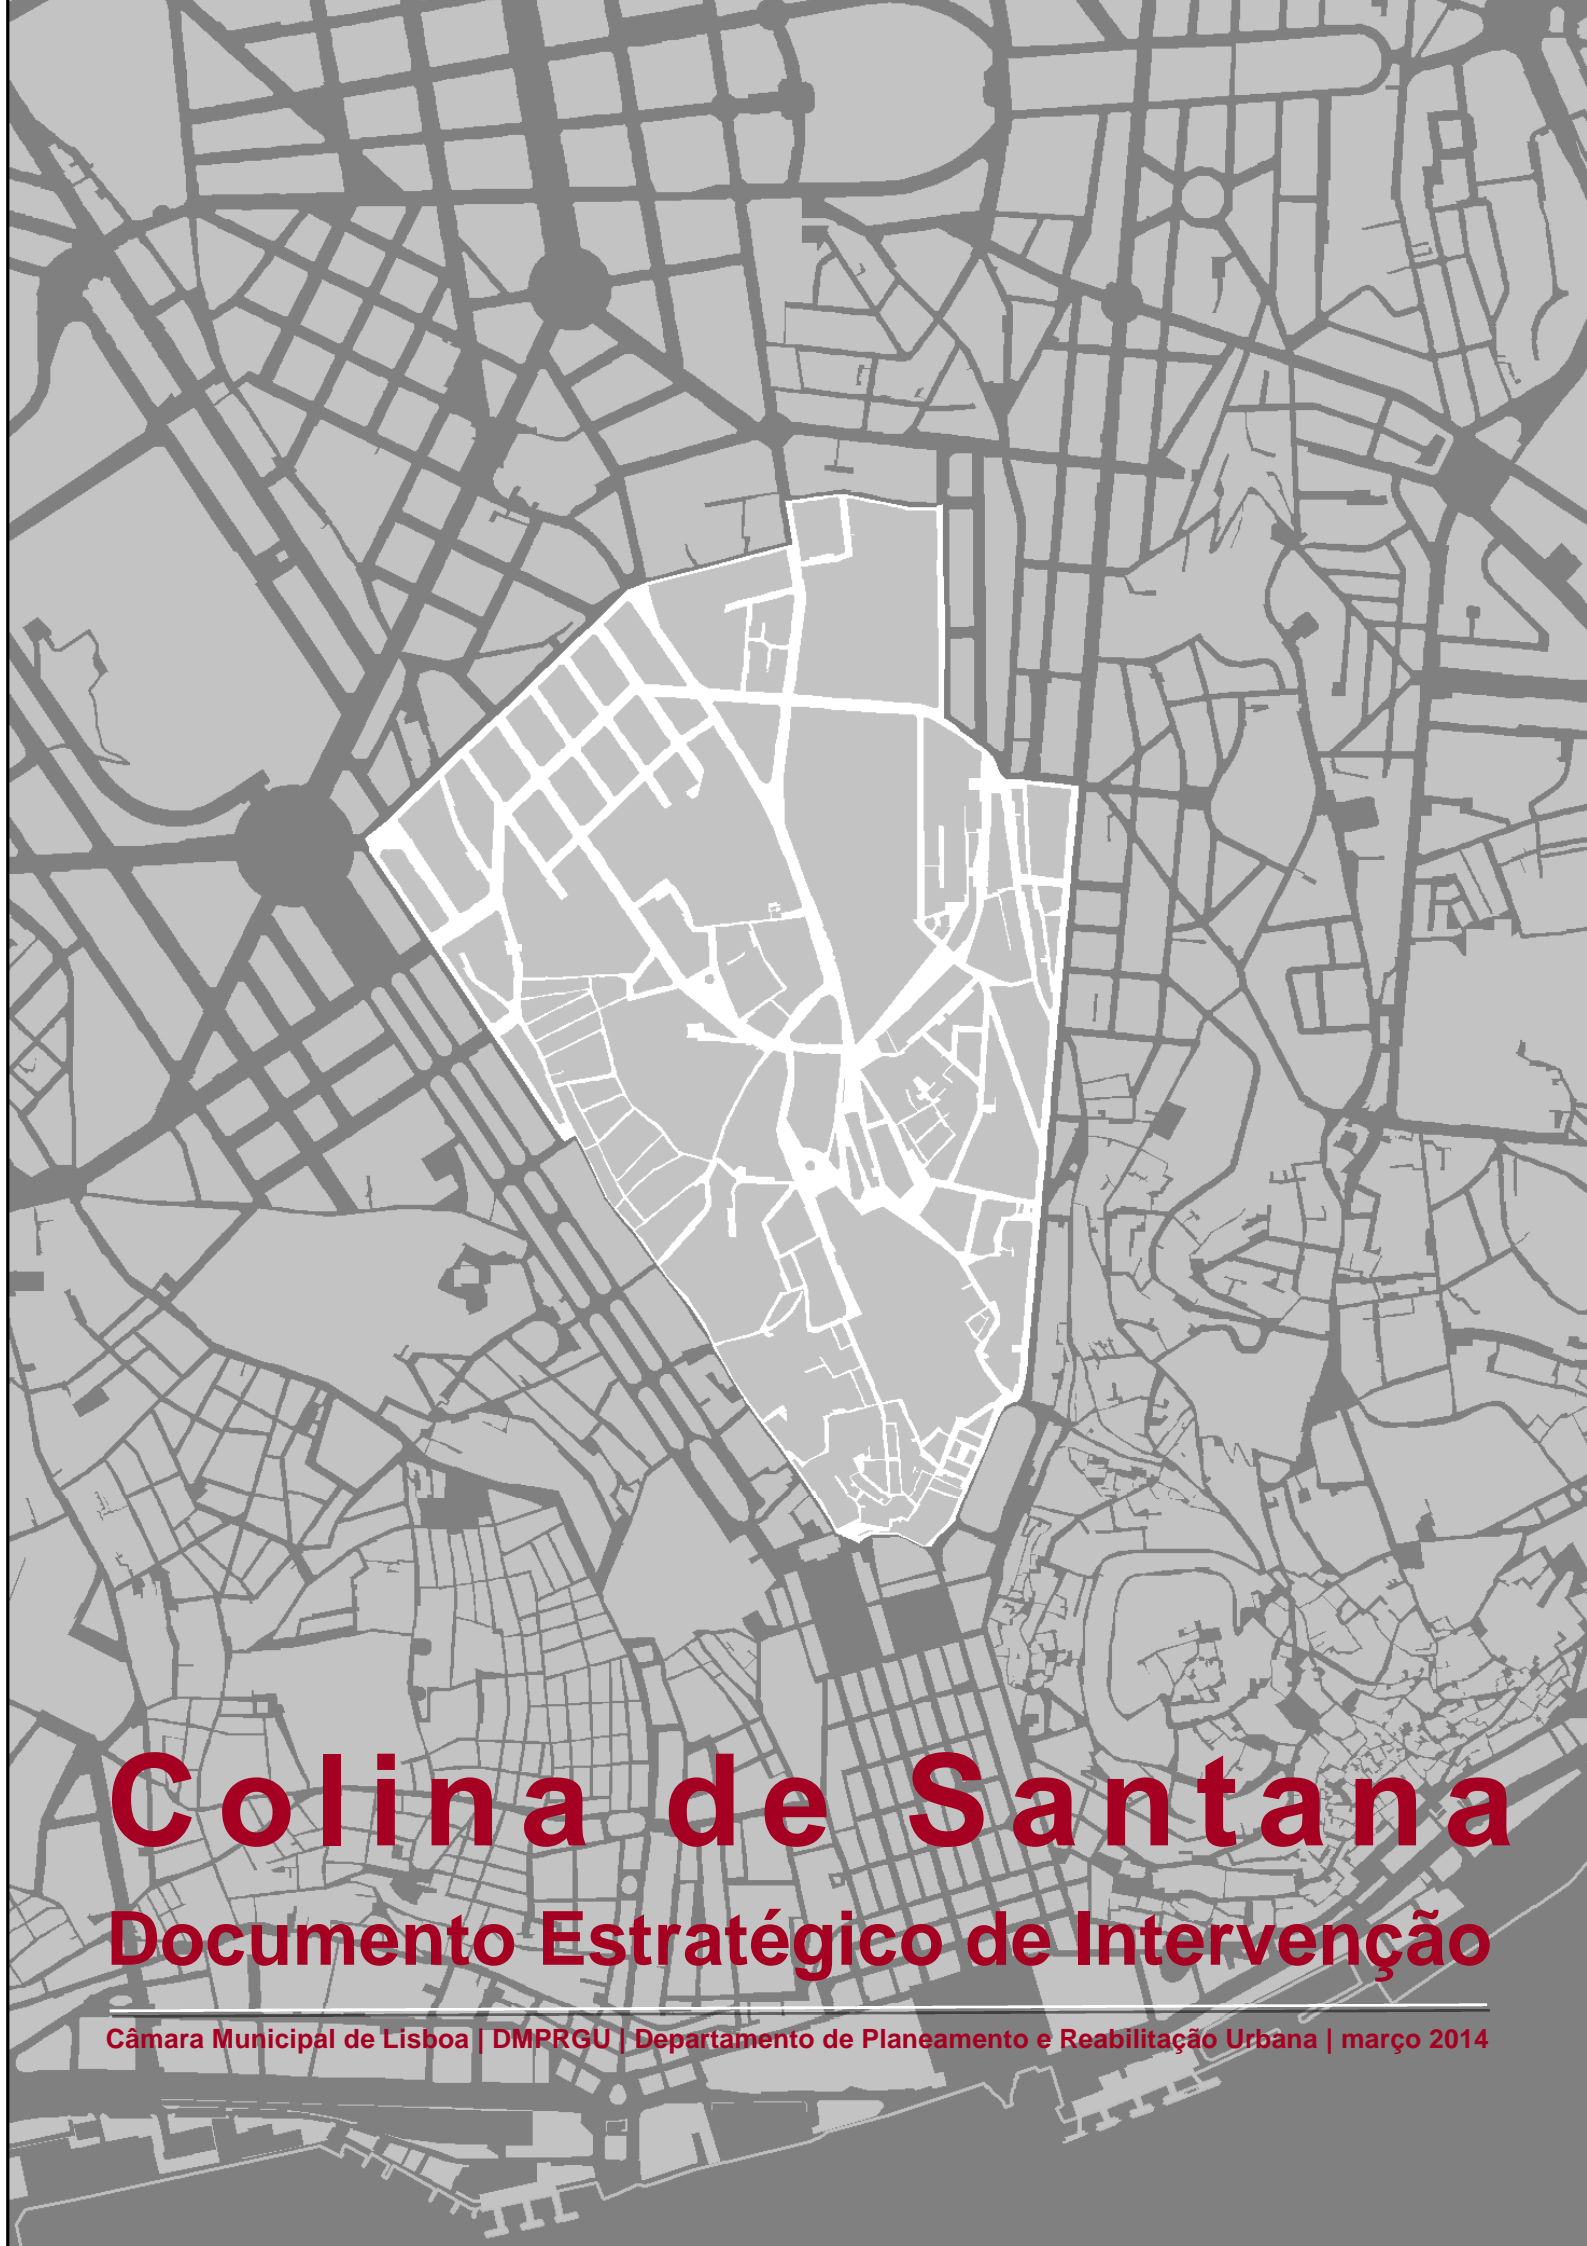 Colina de Santana
Documento Estratégico de Intervenção
Câmara Municipal de Lisboa | DMPRGU | Departamento de Planeamento e Reabilitação Urbana | março 2014